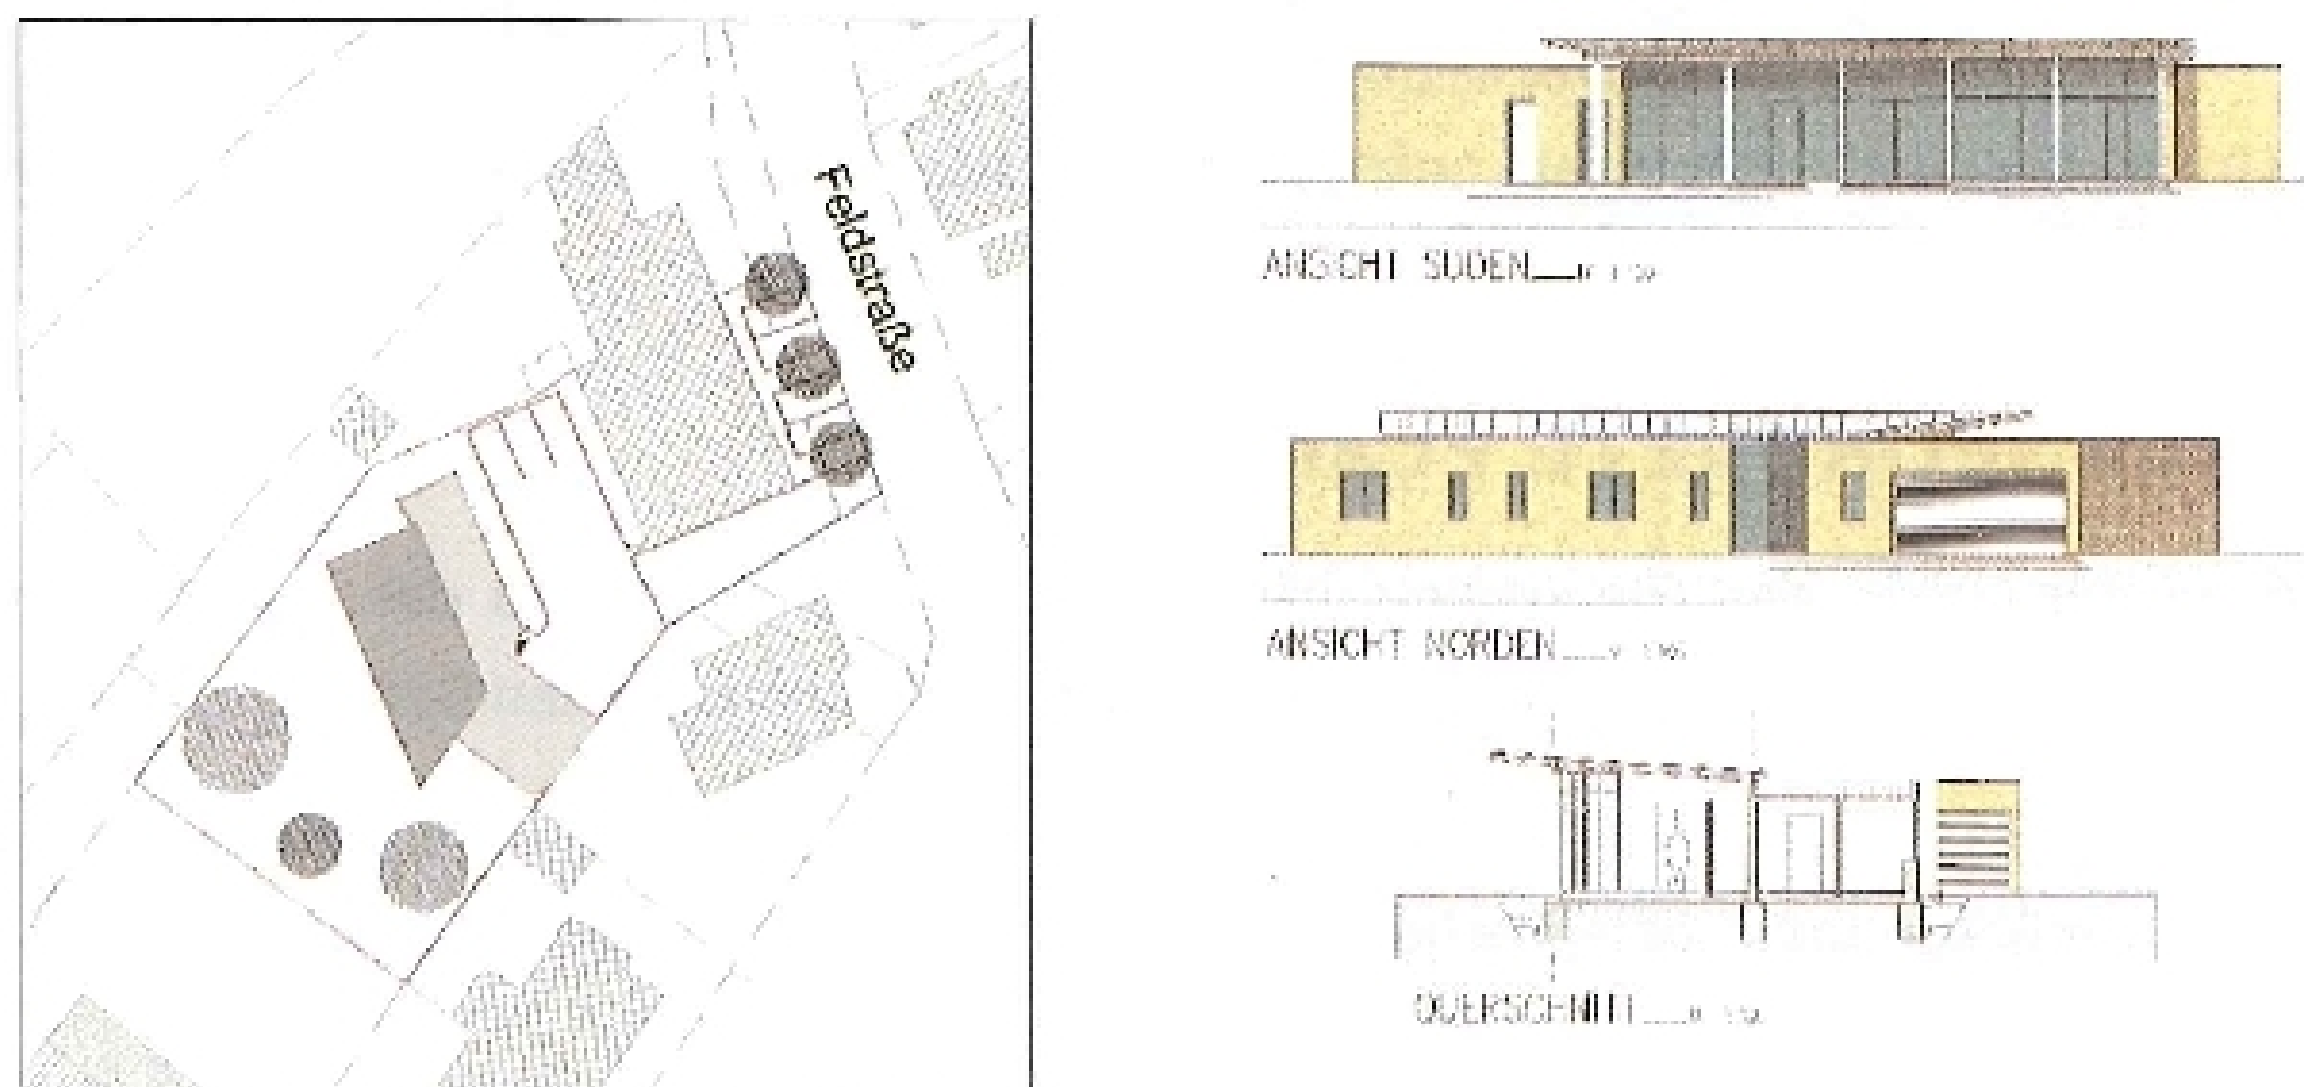 Feldstraße
ANSICHT SÜDEN
ANSICHT NORDEN
QUERSCHNITT